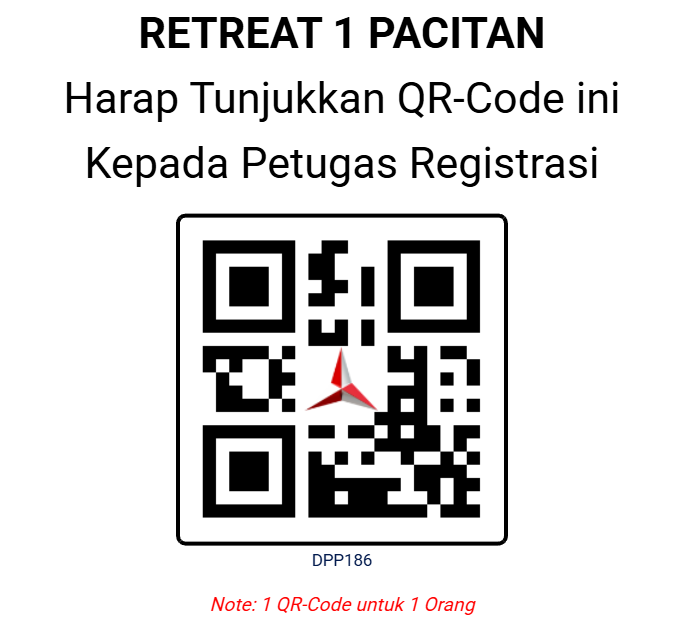 RETREAT 1 PACITAN
Harap Tunjukkan QR-Code ini
Kepada Petugas Registrasi
DPP186
Note: 1 QR-Code untuk 1 Orang